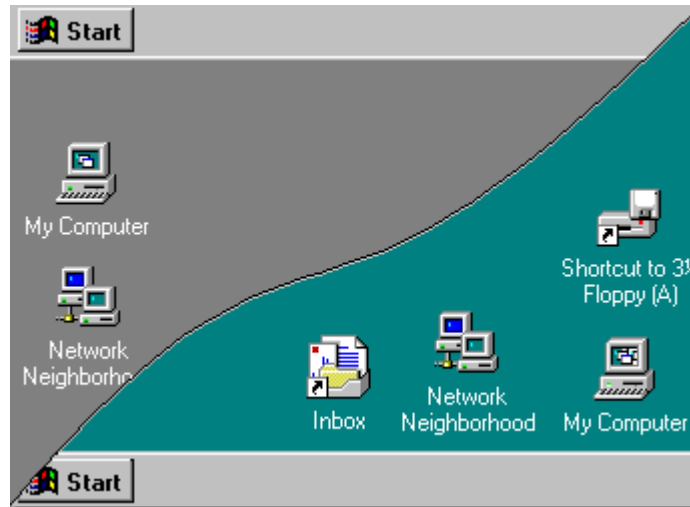 Start
My Computer
Network
Neighborho
Shortcut to 3½
Floppy (A)
Inbox
Network
Neighborhood
My Computer
Start